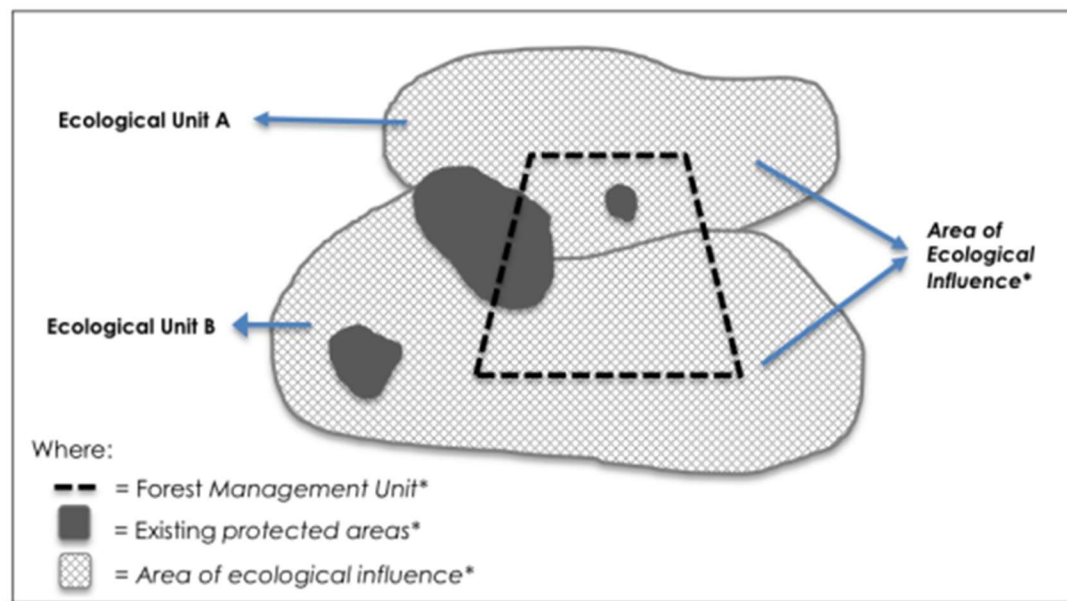 Ecological Unit A
Area of
Ecological
Influence*
Ecological Unit B
Where:
= Forest Management Unit*
= Existing protected areas*
= Area of ecological influence*